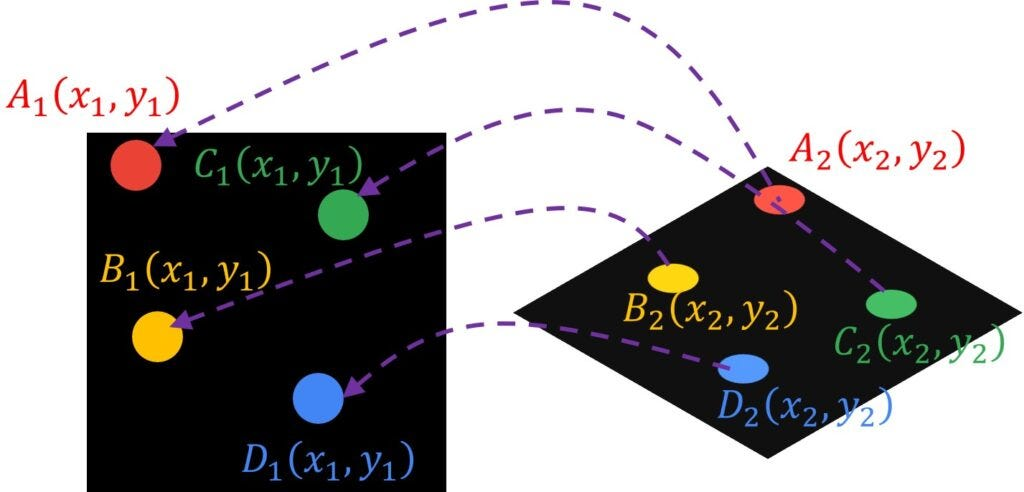 A₁(x₁, y₁)
C₁(x₁, y₁)
B₁(x₁, y₁)
D₁(x₁, y₁)
A₂(x₂, y₂)
B₂(x₂, y₂)
C₂(x₂, y₂)
D₂(x₂, y₂)